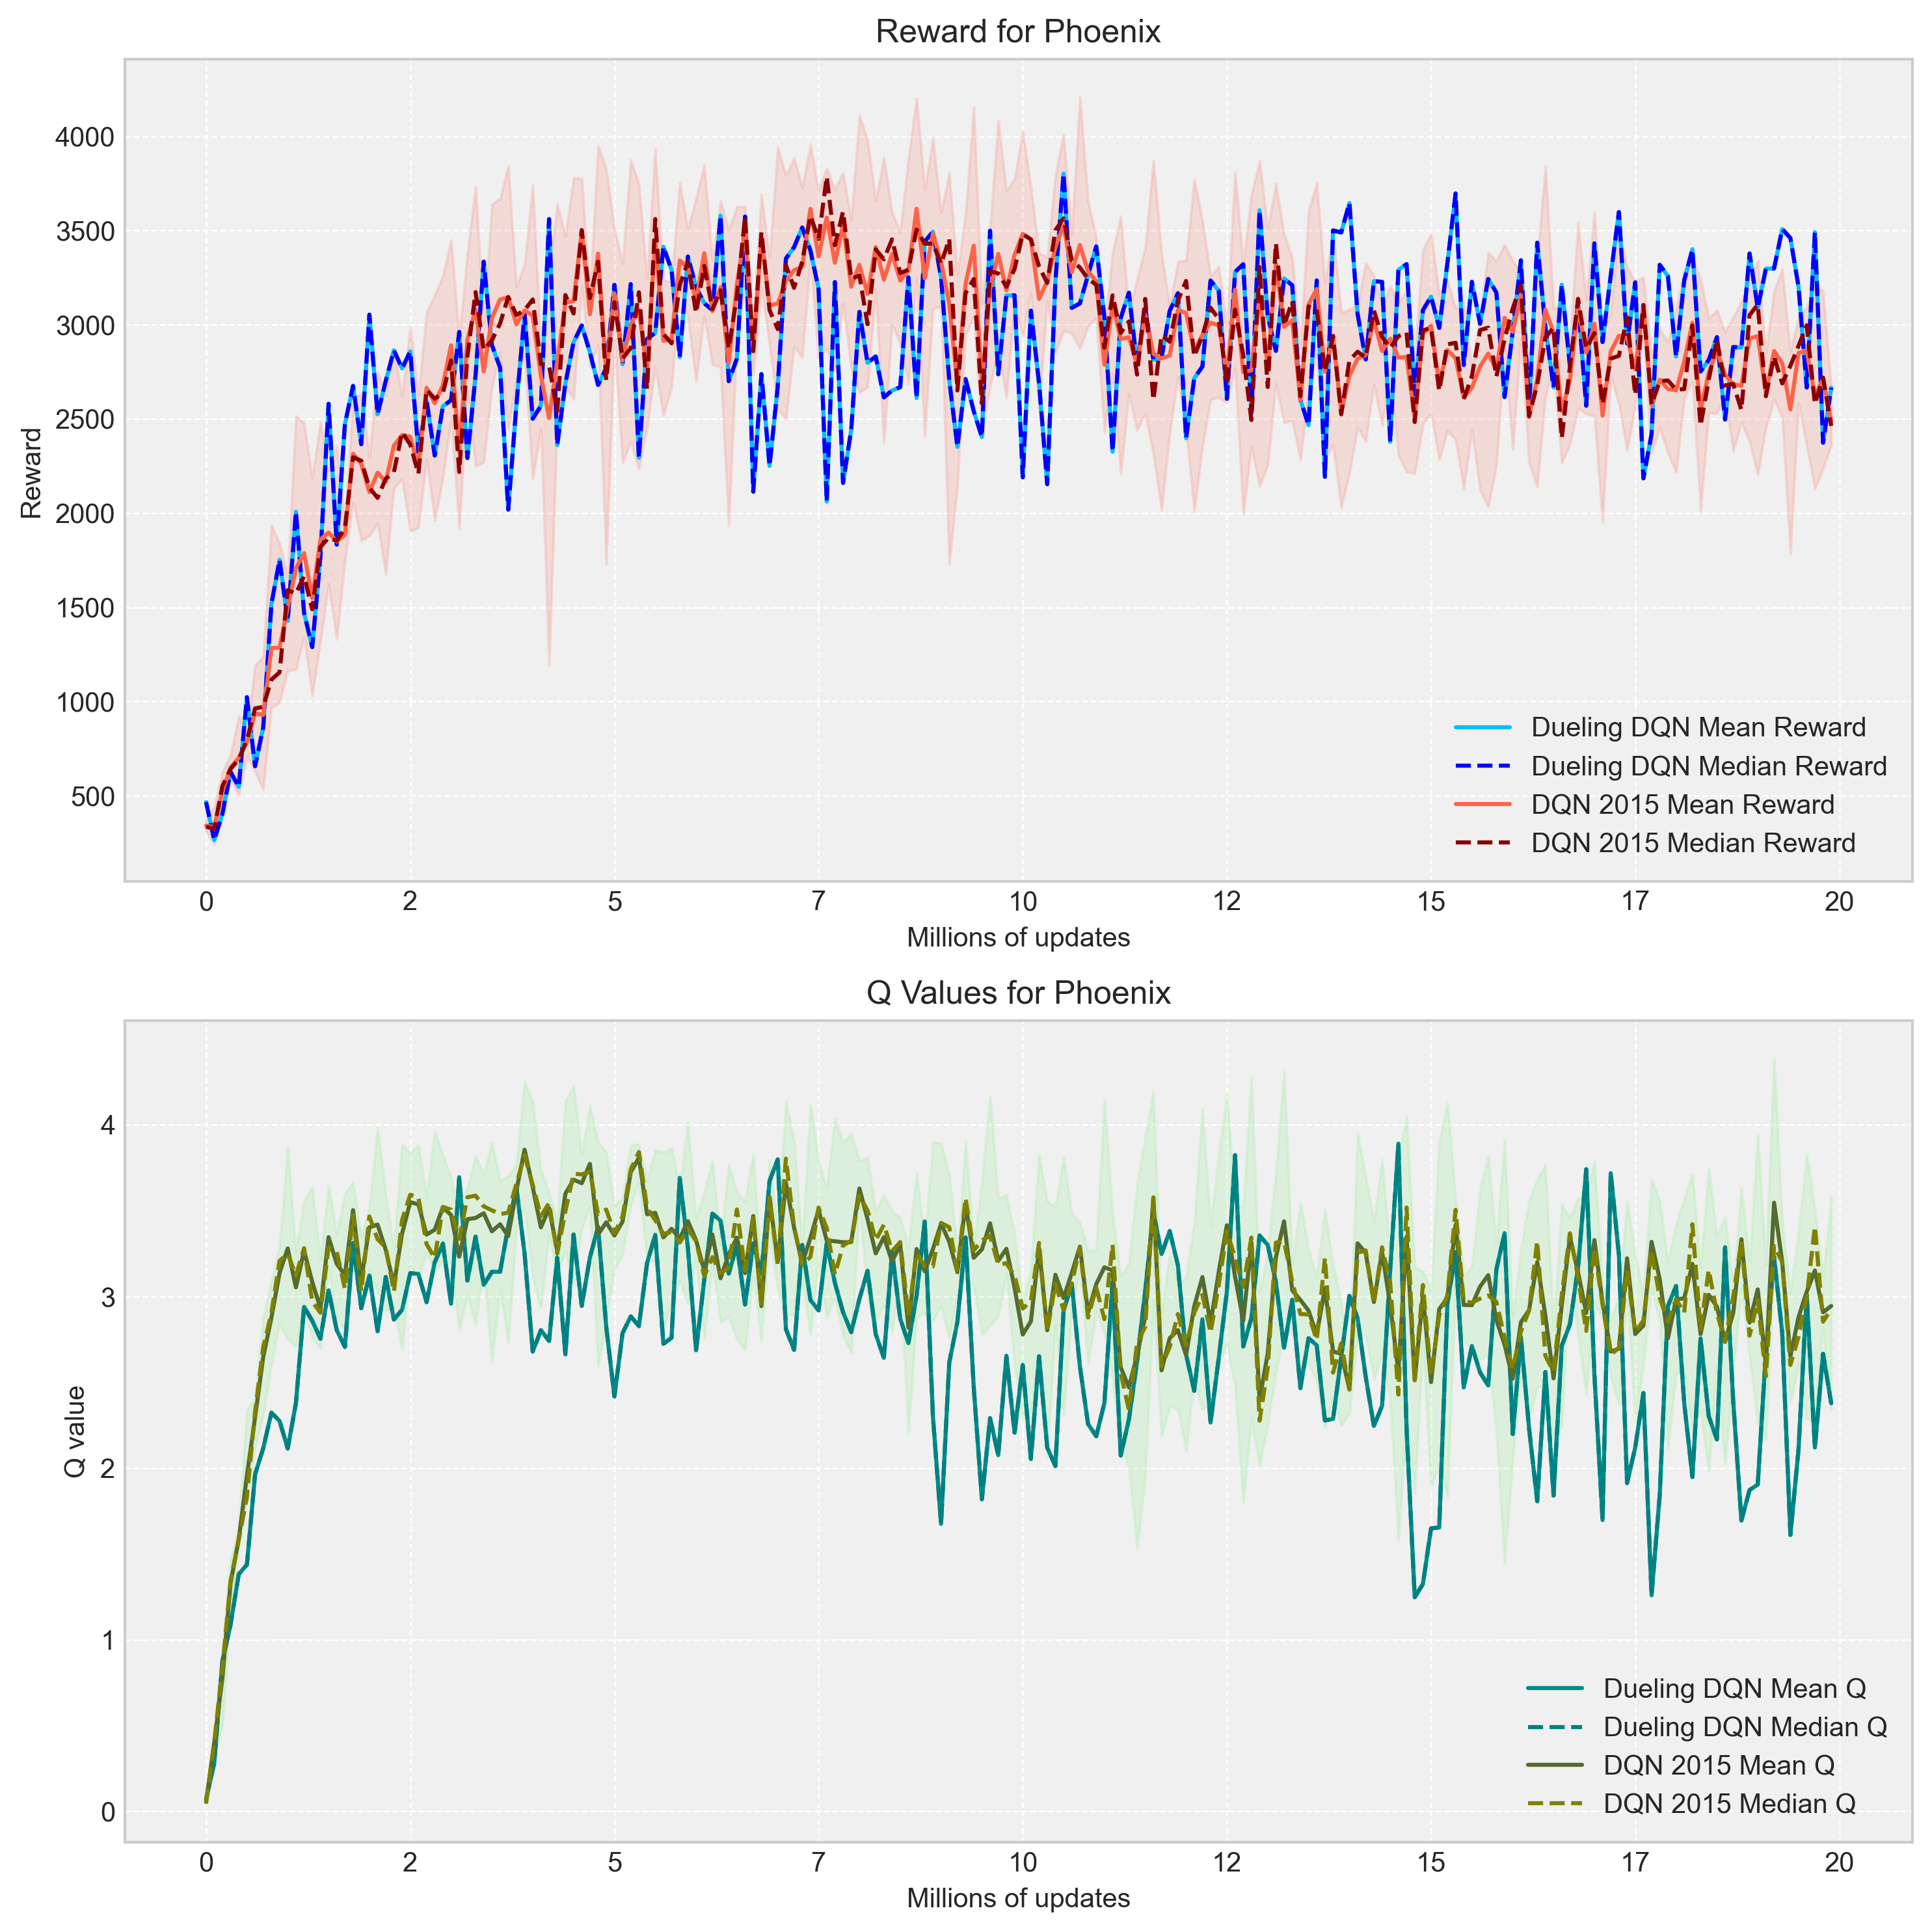 Reward for Phoenix
4000
3500
3000
2500
2000
1500
1000
500
Reward
Dueling DQN Mean Reward
Dueling DQN Median Reward
DQN 2015 Mean Reward
DQN 2015 Median Reward
0 2 5 7 10 12 15 17 20
Millions of updates
Q Values for Phoenix
4
3
2
1
0
Q value
Dueling DQN Mean Q
Dueling DQN Median Q
DQN 2015 Mean Q
DQN 2015 Median Q
0 2 5 7 10 12 15 17 20
Millions of updates